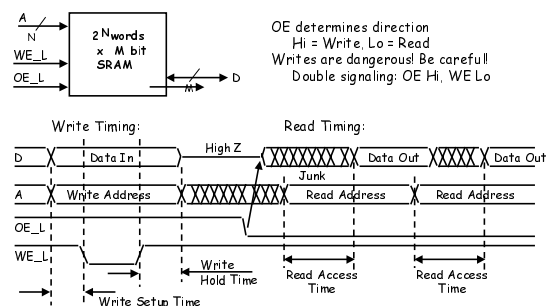 A
N
WE_L
OE_L
2 N words
x M bit
SRAM
D
M
OE determines direction
Hi = Write, Lo = Read
Writes are dangerous! Be careful!
Double signaling: OE Hi, WE Lo
Write Timing:
Read Timing:
D
Data In
High Z
Data Out
Data Out
Junk
A
Write Address
Read Address
Read Address
OE_L
WE_L
Write
Hold Time
Read Access
Time
Read Access
Time
Write Setup Time